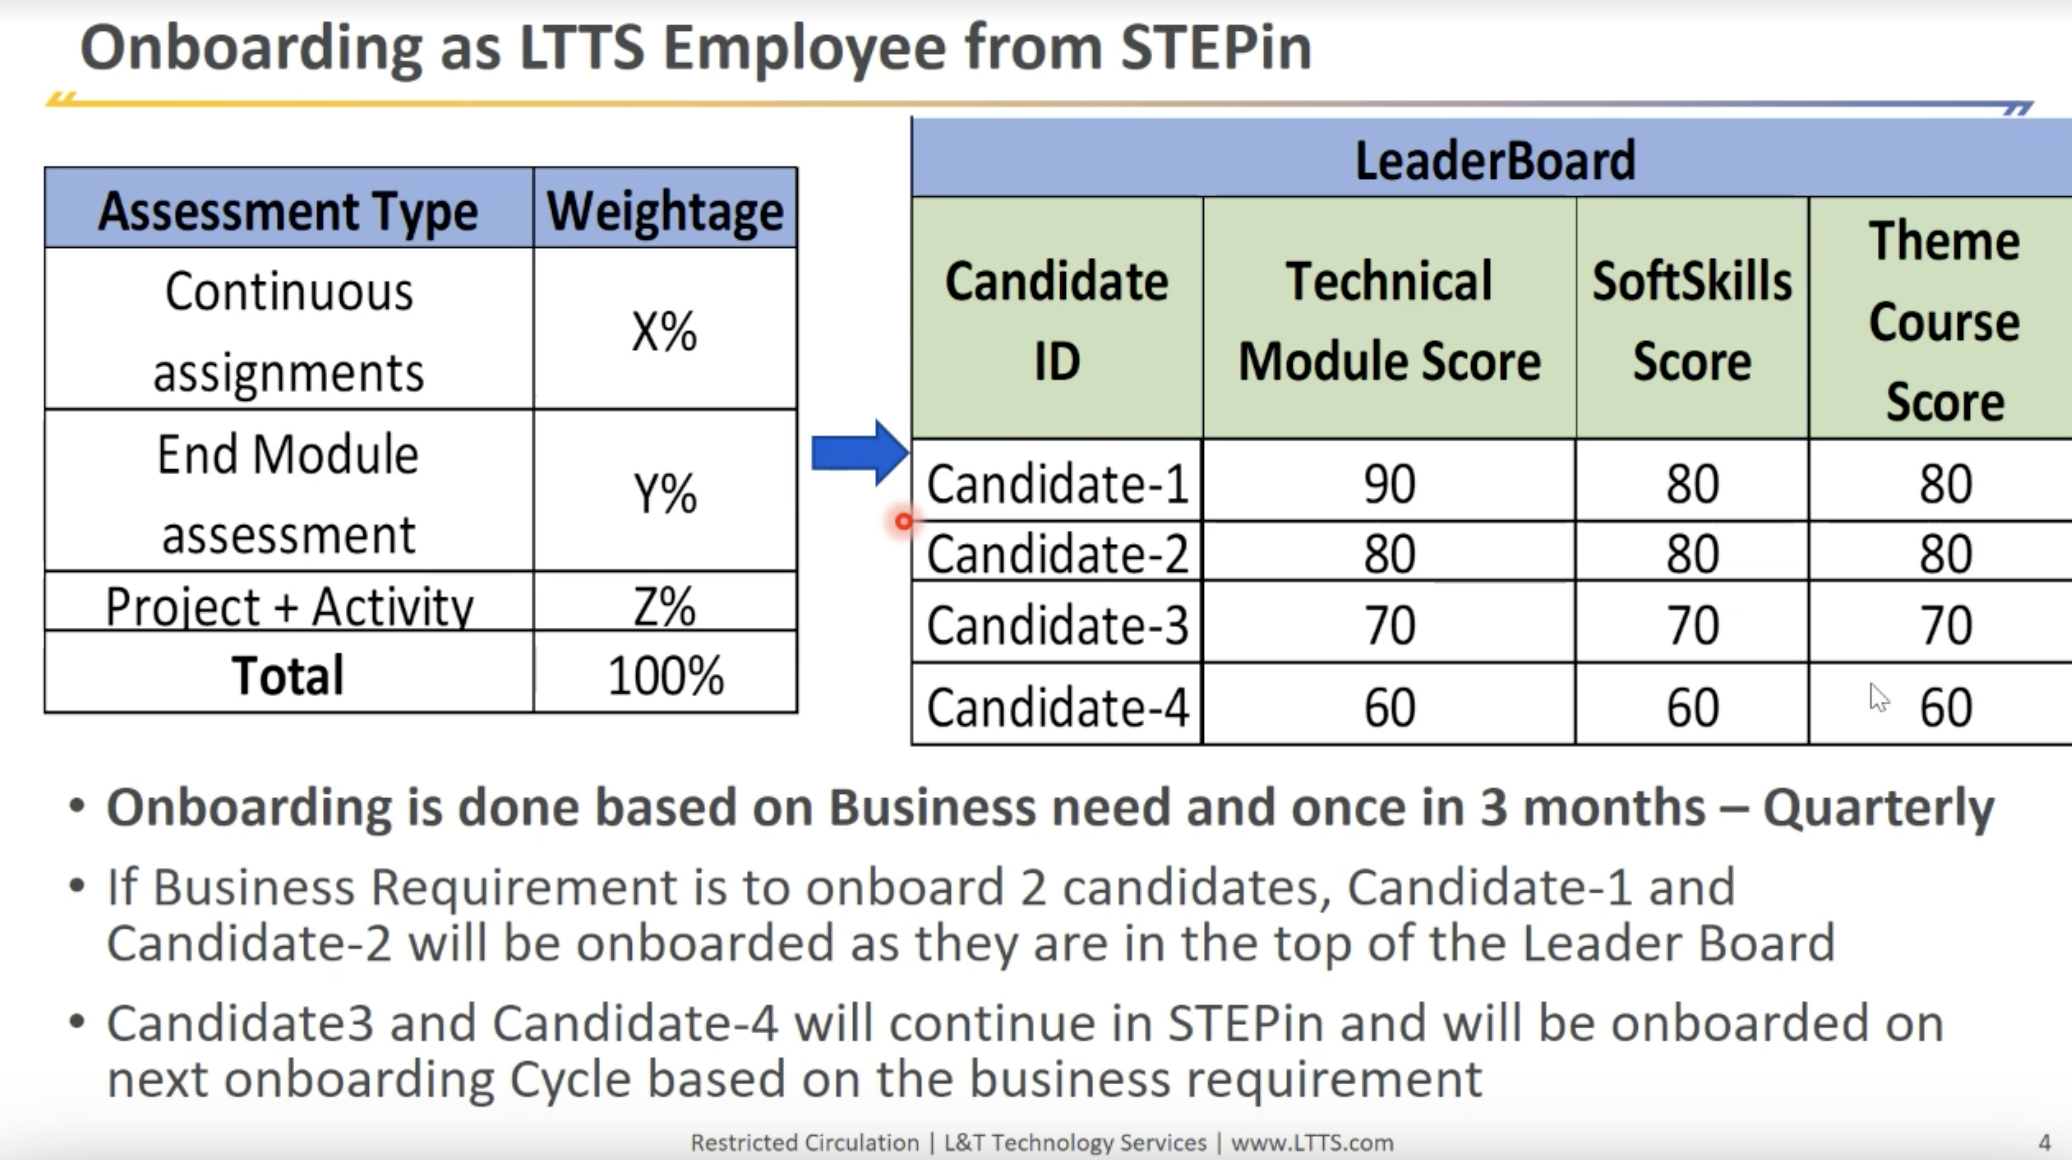 Onboarding as LTTS Employee from STEPin
Assessment Type Weightage
Continuous
assignments
X%
End Module
assessment
Y%
Project + Activity Z%
Total 100%
LeaderBoard
Candidate
ID
Technical
Module Score
SoftSkills
Score
Theme
Course
Score
Candidate-1 90 80 80
Candidate-2 80 80 80
Candidate-3 70 70 70
Candidate-4 60 60 60
• Onboarding is done based on Business need and once in 3 months – Quarterly
• If Business Requirement is to onboard 2 candidates, Candidate-1 and
Candidate-2 will be onboarded as they are in the top of the Leader Board
• Candidate3 and Candidate-4 will continue in STEPin and will be onboarded on
next onboarding Cycle based on the business requirement
Restricted Circulation | L&T Technology Services | www.LTTS.com
4